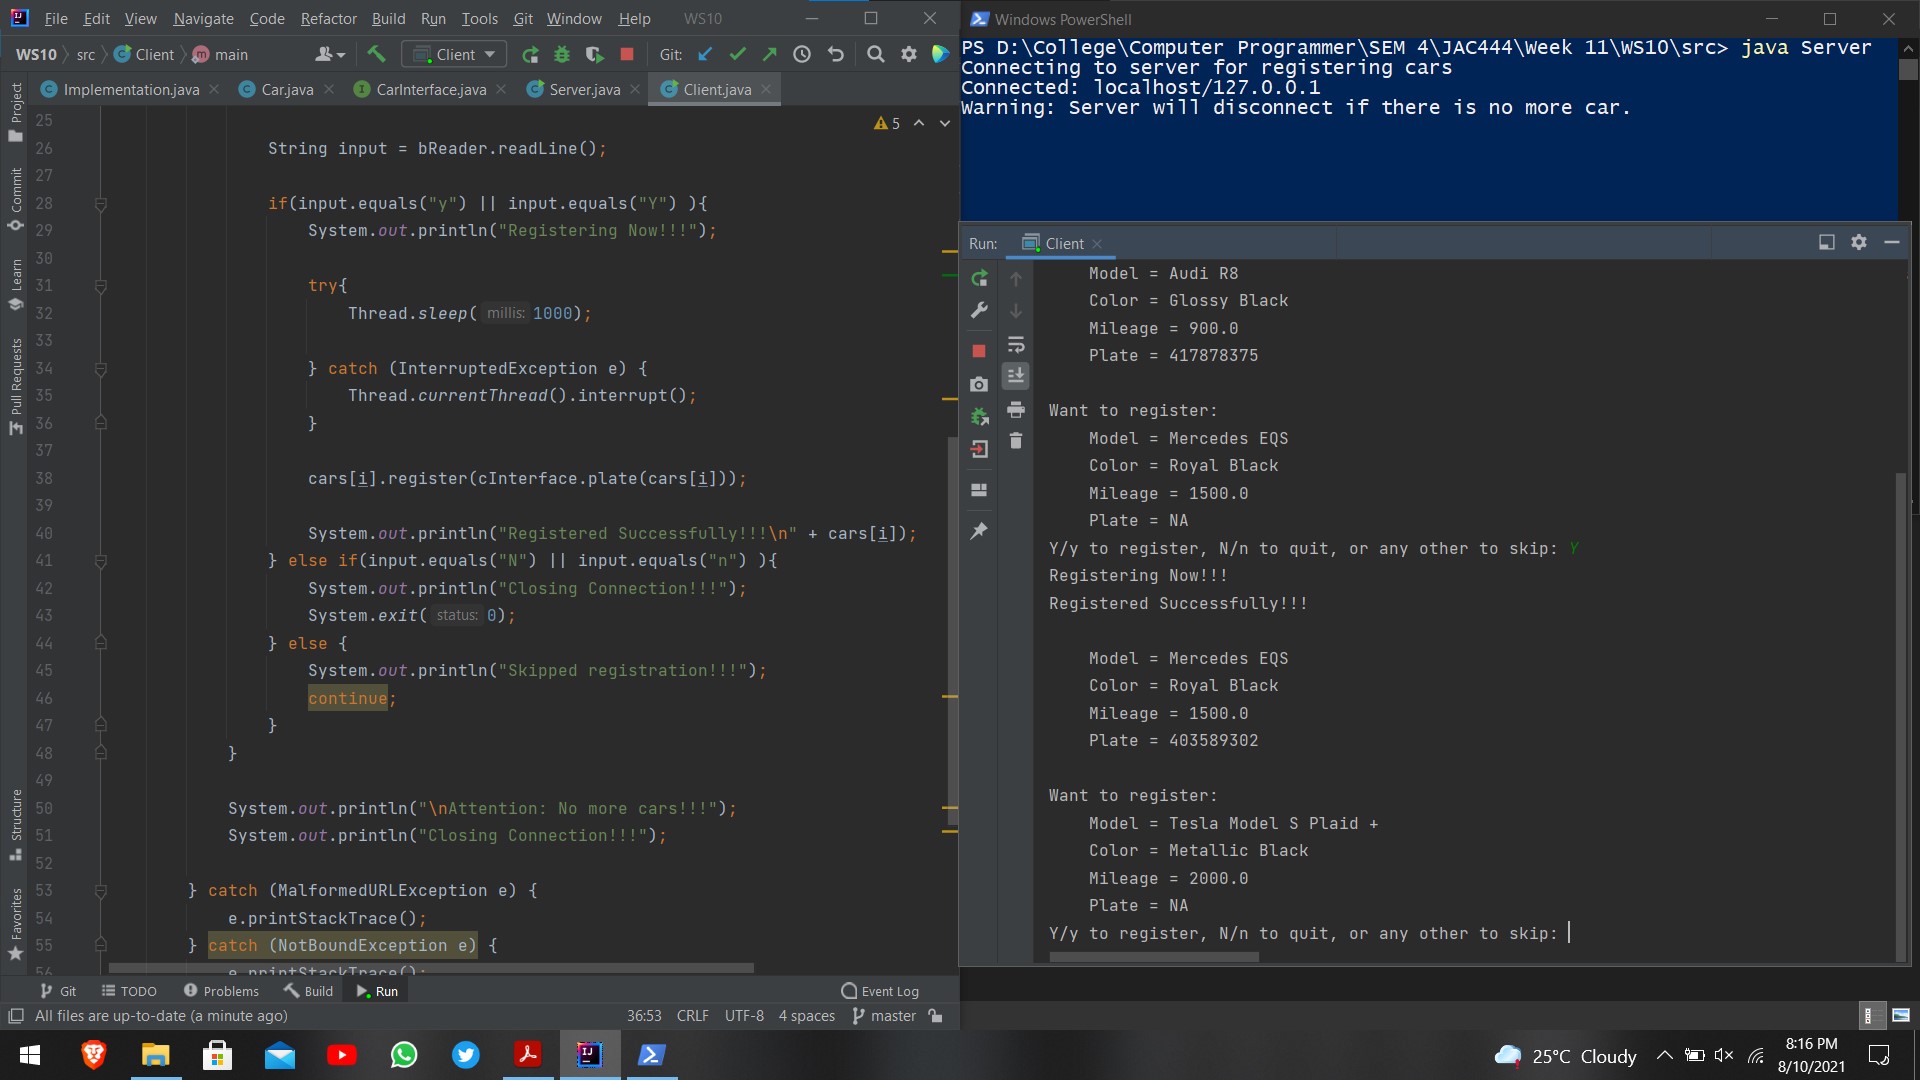 File Edit View Navigate Code Refactor Build Run Tools Git Window Help WS10
WS10 src Client main Client Git:
Implementation.java Car.java CarInterface.java Server.java Client.java
Project
Commit
Learn
Pull Requests
Structure
Favorites
5
25
26 String input = bReader.readLine();
27
28 if(input.equals("y") || input.equals("Y") ){
29 System.out.println("Registering Now!!!");
30
31 try{
32 Thread.sleep( millis: 1000);
33
34 } catch (InterruptedException e) {
35 Thread.currentThread().interrupt();
36 }
37
38 cars[i].register(cInterface.plate(cars[i]));
39
40 System.out.println("Registered Successfully!!!\n" + cars[i]);
41 } else if(input.equals("N") || input.equals("n") ){
42 System.out.println("Closing Connection!!!");
43 System.exit( status: 0);
44 } else {
45 System.out.println("Skipped registration!!!");
46 continue;
47 }
48 }
49
50 System.out.println("\nAttention: No more cars!!!");
51 System.out.println("Closing Connection!!!");
52
53 } catch (MalformedURLException e) {
54 e.printStackTrace();
55 } catch (NotBoundException e) {
56 e.printStackTrace();
Git TODO Problems Build Run Event Log
All files are up-to-date (a minute ago) 36:53 CRLF UTF-8 4 spaces master
Windows PowerShell
PS D:\College\Computer Programmer\SEM 4\JAC444\Week 11\WS10\src> java Server
Connecting to server for registering cars
Connected: localhost/127.0.0.1
Warning: Server will disconnect if there is no more car.
Run: Client
Model = Audi R8
Color = Glossy Black
Mileage = 900.0
Plate = 417878375
Want to register:
Model = Mercedes EQS
Color = Royal Black
Mileage = 1500.0
Plate = NA
Y/y to register, N/n to quit, or any other to skip: Y
Registering Now!!!
Registered Successfully!!!
Model = Mercedes EQS
Color = Royal Black
Mileage = 1500.0
Plate = 403589302
Want to register:
Model = Tesla Model S Plaid +
Color = Metallic Black
Mileage = 2000.0
Plate = NA
Y/y to register, N/n to quit, or any other to skip:
25°C Cloudy
8:16 PM
8/10/2021